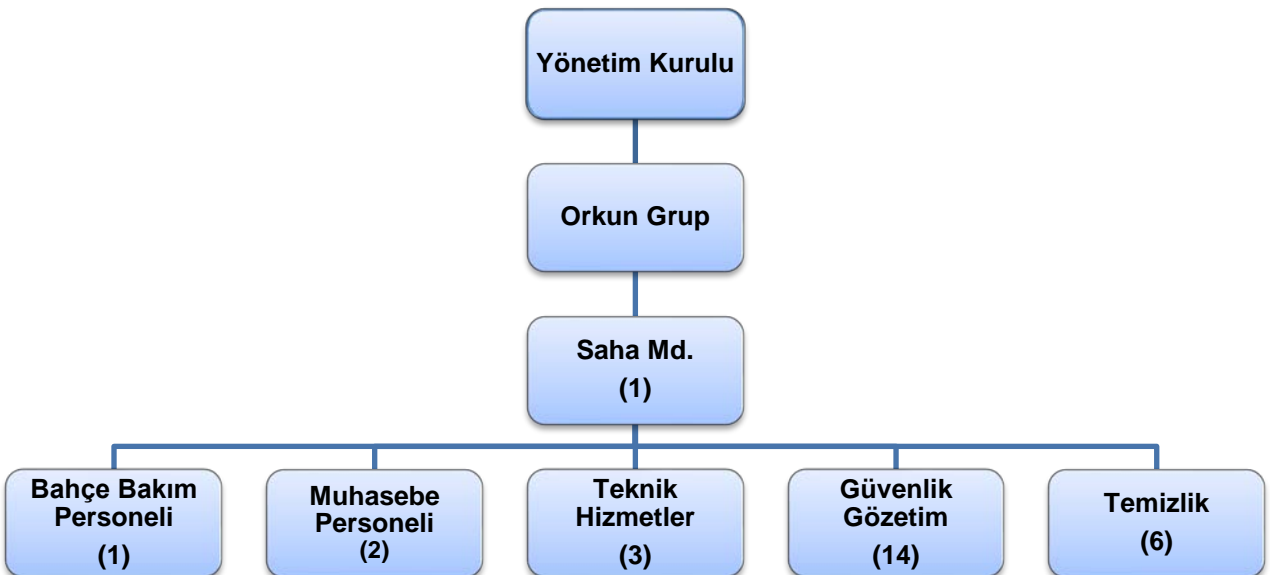 Yönetim Kurulu
Orkun Grup
Saha Md.
(1)
Bahçe Bakım
Personeli
(1)
Muhasebe
Personeli
(2)
Teknik
Hizmetler
(3)
Güvenlik
Gözetim
(14)
Temizlik
(6)